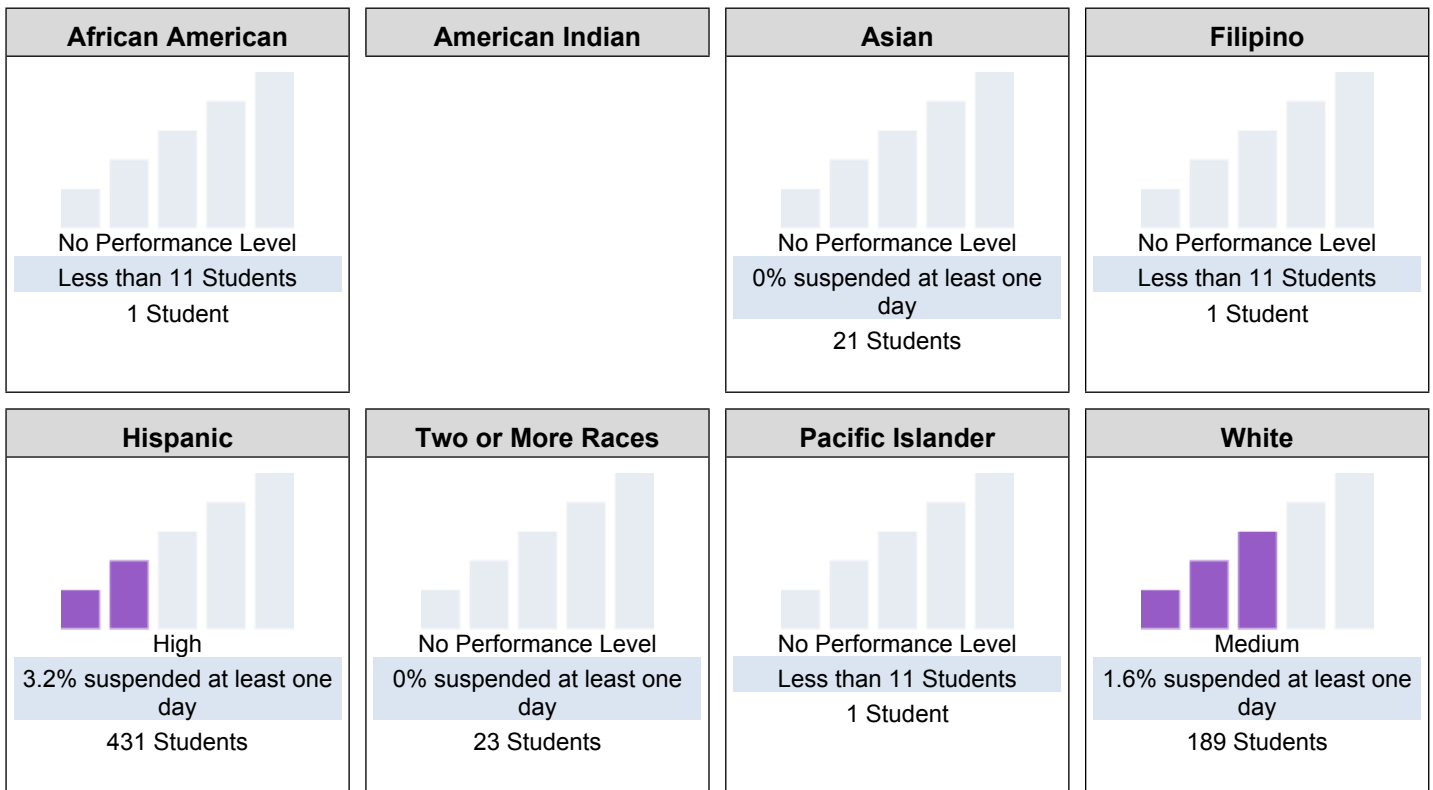 African American
No Performance Level
Less than 11 Students
1 Student
American Indian
Asian
No Performance Level
0% suspended at least one
day
21 Students
Filipino
No Performance Level
Less than 11 Students
1 Student
Hispanic
High
3.2% suspended at least one
day
431 Students
Two or More Races
No Performance Level
0% suspended at least one
day
23 Students
Pacific Islander
No Performance Level
Less than 11 Students
1 Student
White
Medium
1.6% suspended at least one
day
189 Students